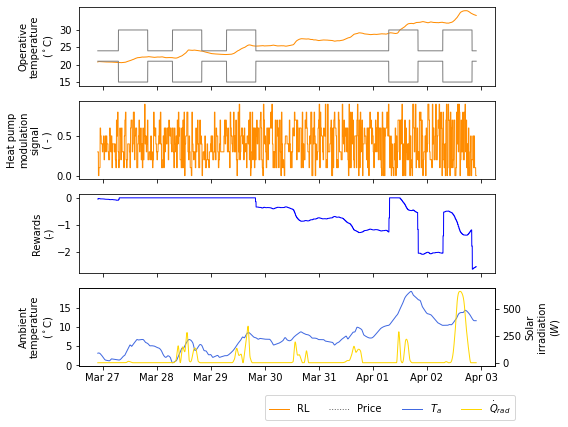 Operative
temperature
(°C)
30
25
20
15
Heat pump
modulation
signal
( - )
0.5
0.0
Rewards
(-)
0
−1
−2
Ambient
temperature
(°C)
15
10
5
0
500
250
0
Solar
irradiation
(W)
Mar 27 Mar 28 Mar 29 Mar 30 Mar 31 Apr 01 Apr 02 Apr 03
RL Price T_a Q̇_rad